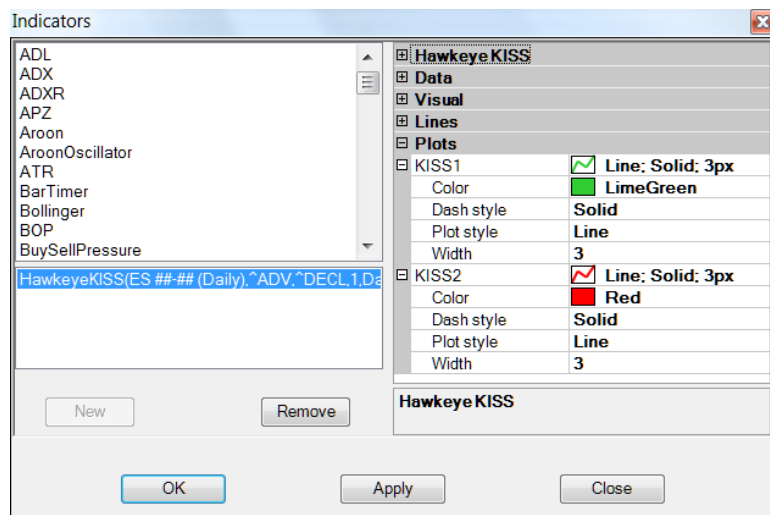 Indicators
ADL
ADX
ADXR
APZ
Aroon
AroonOscillator
ATR
BarTimer
Bollinger
BOP
BuySellPressure
HawkeyeKISS(ES ##-## (Daily),^ADV,^DECL,1,Da
New
Remove
Hawkeye KISS
Data
Visual
Lines
Plots
KISS1 Line; Solid; 3px
Color LimeGreen
Dash style Solid
Plot style Line
Width 3
KISS2 Line; Solid; 3px
Color Red
Dash style Solid
Plot style Line
Width 3
Hawkeye KISS
OK Apply Close